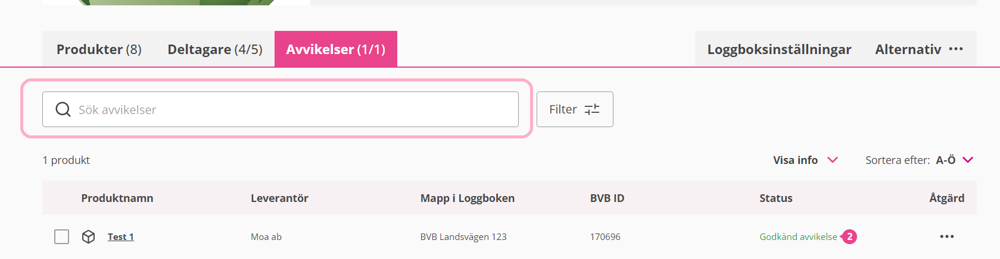 Produkter (8) Deltagare (4/5) Avvikelser (1/1) Loggboksinställningar Alternativ •••
Sök avvikelser Filter
1 produkt Visa info Sortera efter: A-Ö
Produktnamn Leverantör Mapp i Loggboken BVB ID Status Åtgärd
Test 1 Moa ab BVB Landsvägen 123 170696 Godkänd avvikelse 2 •••